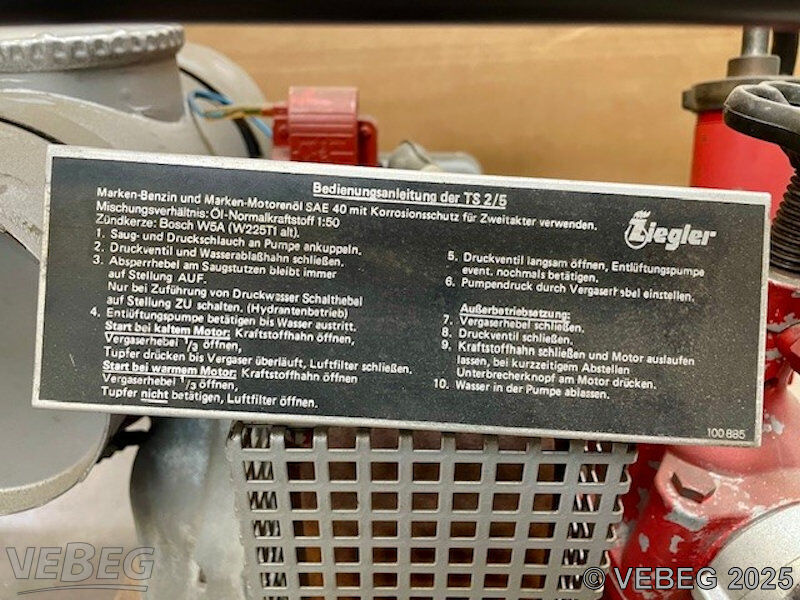 Bedienungsanleitung der TS 2/5
Marken-Benzin und Marken-Motorenöl SAE 40 mit Korrosionsschutz für Zweitakter verwenden.
Mischungsverhältnis: Öl-Normalkraftstoff 1:50
Zündkerze: Bosch W5A (W225T1 alt).
Ziegler
1. Saug- und Druckschlauch an Pumpe ankuppeln.
2. Druckventil und Wasserablaßhahn schließen.
3. Absperrhebel am Saugstutzen bleibt immer
auf Stellung AUF.
Nur bei Zuführung von Druckwasser Schalthebel
auf Stellung ZU schalten. (Hydrantenbetrieb)
4. Entlüftungspumpe betätigen bis Wasser austritt.
Start bei kaltem Motor: Kraftstoffhahn öffnen,
Vergaserhebel 1/3 öffnen,
Tupfer drücken bis Vergaser überläuft, Luftfilter schließen.
Start bei warmem Motor: Kraftstoffhahn öffnen
Vergaserhebel 1/3 öffnen,
Tupfer nicht betätigen, Luftfilter öffnen.
5. Druckventil langsam öffnen, Entlüftungspumpe
event. nochmals betätigen.
6. Pumpendruck durch Vergaserhebel einstellen.
Außerbetriebsetzung:
7. Vergaserhebel schließen.
8. Druckventil schließen.
9. Kraftstoffhahn schließen und Motor auslaufen
lassen, bei kurzzeitigem Abstellen
Unterbrecherknopf am Motor drücken.
10. Wasser in der Pumpe ablassen.
100 885
VEBEG
© VEBEG 2025